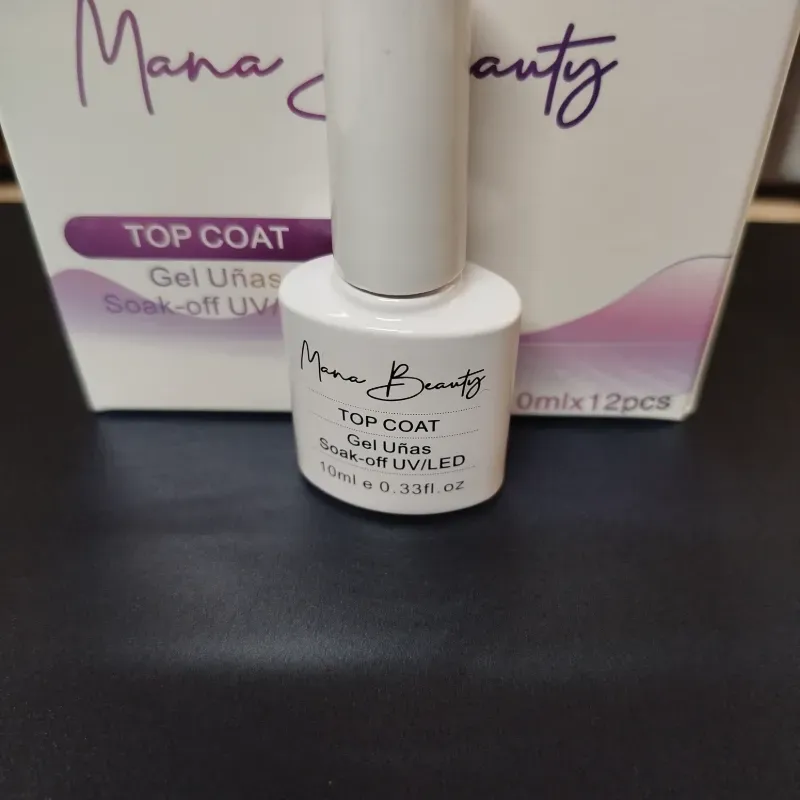 Mana Beauty
TOP COAT
Gel Uñas
Soak-off UV/
0mlx12pcs
Mana Beauty
TOP COAT
Gel Uñas
Soak-off UV/LED
10ml e 0.33fl.oz